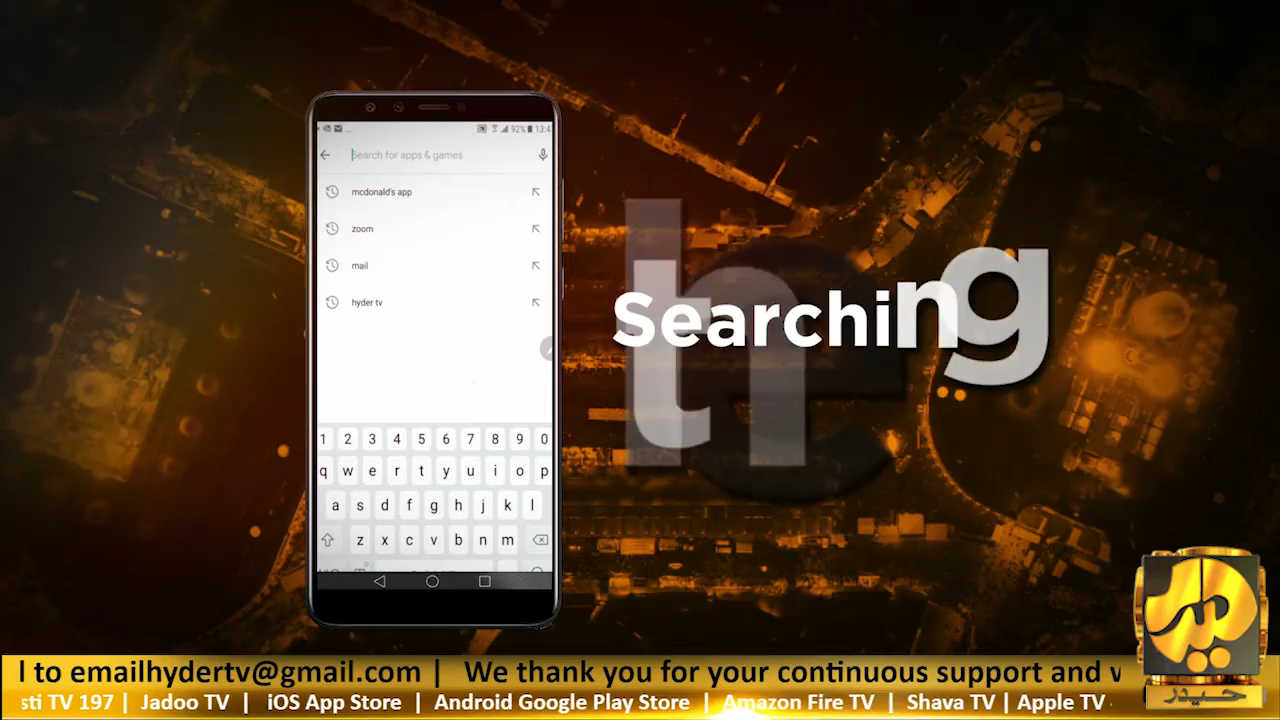 92% 13:4
Search for apps & games
mcdonald's app
zoom
mail
hyder tv
1 2 3 4 5 6 7 8 9 0
q w e r t y u i o p
a s d f g h j k l
z x c v b n m
Searching
the
l to emailhydertv@gmail.com | We thank you for your continuous support and
sti TV 197 | Jadoo TV | iOS App Store | Android Google Play Store | Amazon Fire TV | Shava TV | Apple TV
حیدر